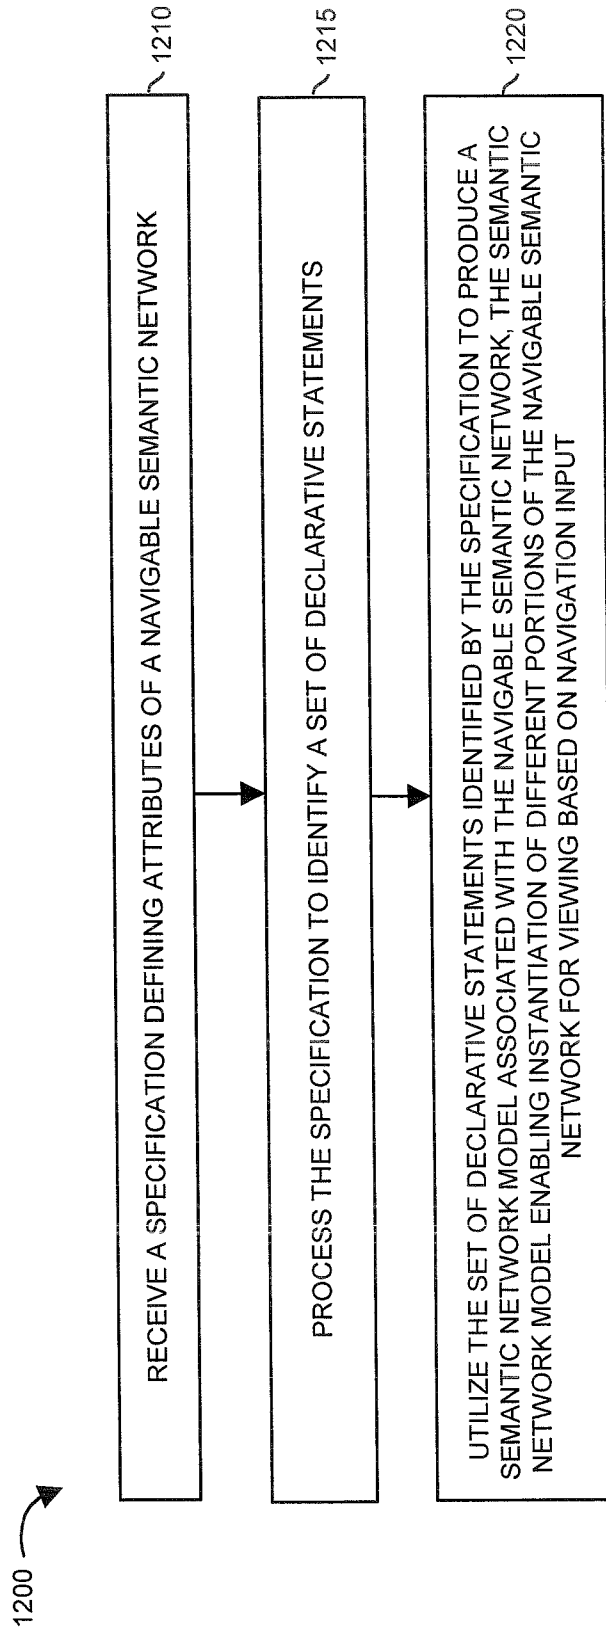 1200
RECEIVE A SPECIFICATION DEFINING ATTRIBUTES OF A NAVIGABLE SEMANTIC NETWORK
1210
PROCESS THE SPECIFICATION TO IDENTIFY A SET OF DECLARATIVE STATEMENTS
1215
UTILIZE THE SET OF DECLARATIVE STATEMENTS IDENTIFIED BY THE SPECIFICATION TO PRODUCE A
SEMANTIC NETWORK MODEL ASSOCIATED WITH THE NAVIGABLE SEMANTIC NETWORK, THE SEMANTIC
NETWORK MODEL ENABLING INSTANTIATION OF DIFFERENT PORTIONS OF THE NAVIGABLE SEMANTIC
NETWORK FOR VIEWING BASED ON NAVIGATION INPUT
1220